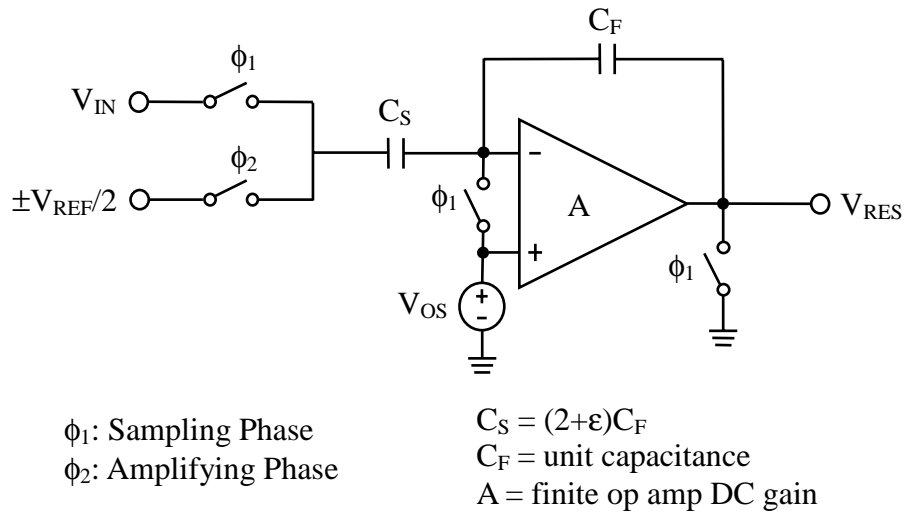 ϕ1
CF
VIN
CS
ϕ2
±VREF/2
ϕ1
−
+
A
VRES
ϕ1
VOS
+
-
ϕ1: Sampling Phase
ϕ2: Amplifying Phase
CS = (2+ε)CF
CF = unit capacitance
A = finite op amp DC gain